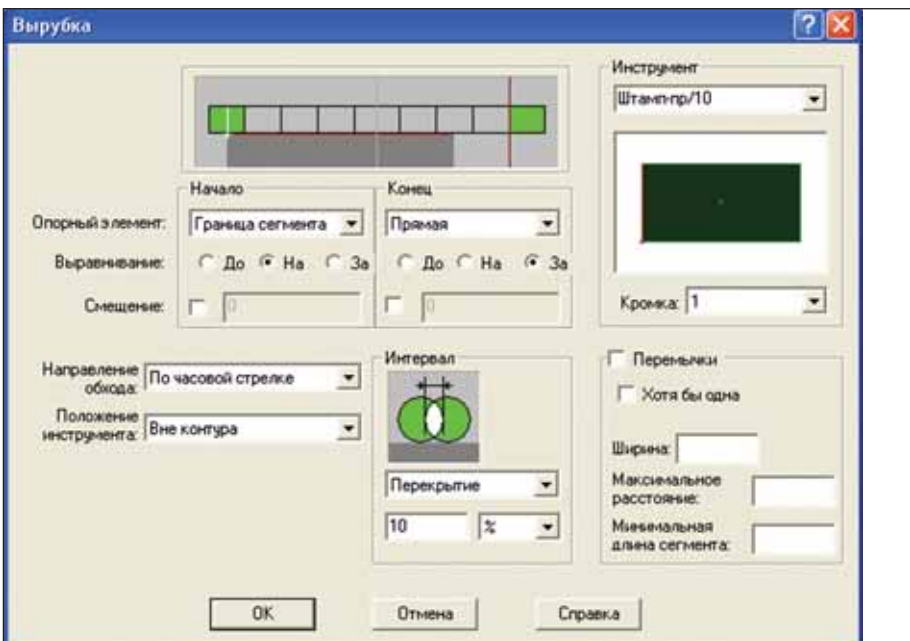 Вырубка
Инструмент
Штамп-пр/10
Кромка: 1
Начало
Конец
Опорный элемент: Граница сегмента Прямая
Выравнивание: До На За До На За
Смещение: 0 0
Направление обхода: По часовой стрелке
Положение инструмента: Вне контура
Интервал
Перекрытие
10 %
Перемычки
Хотя бы одна
Ширина:
Максимальное
расстояние:
Минимальная
длина сегмента:
OK Отмена Справка